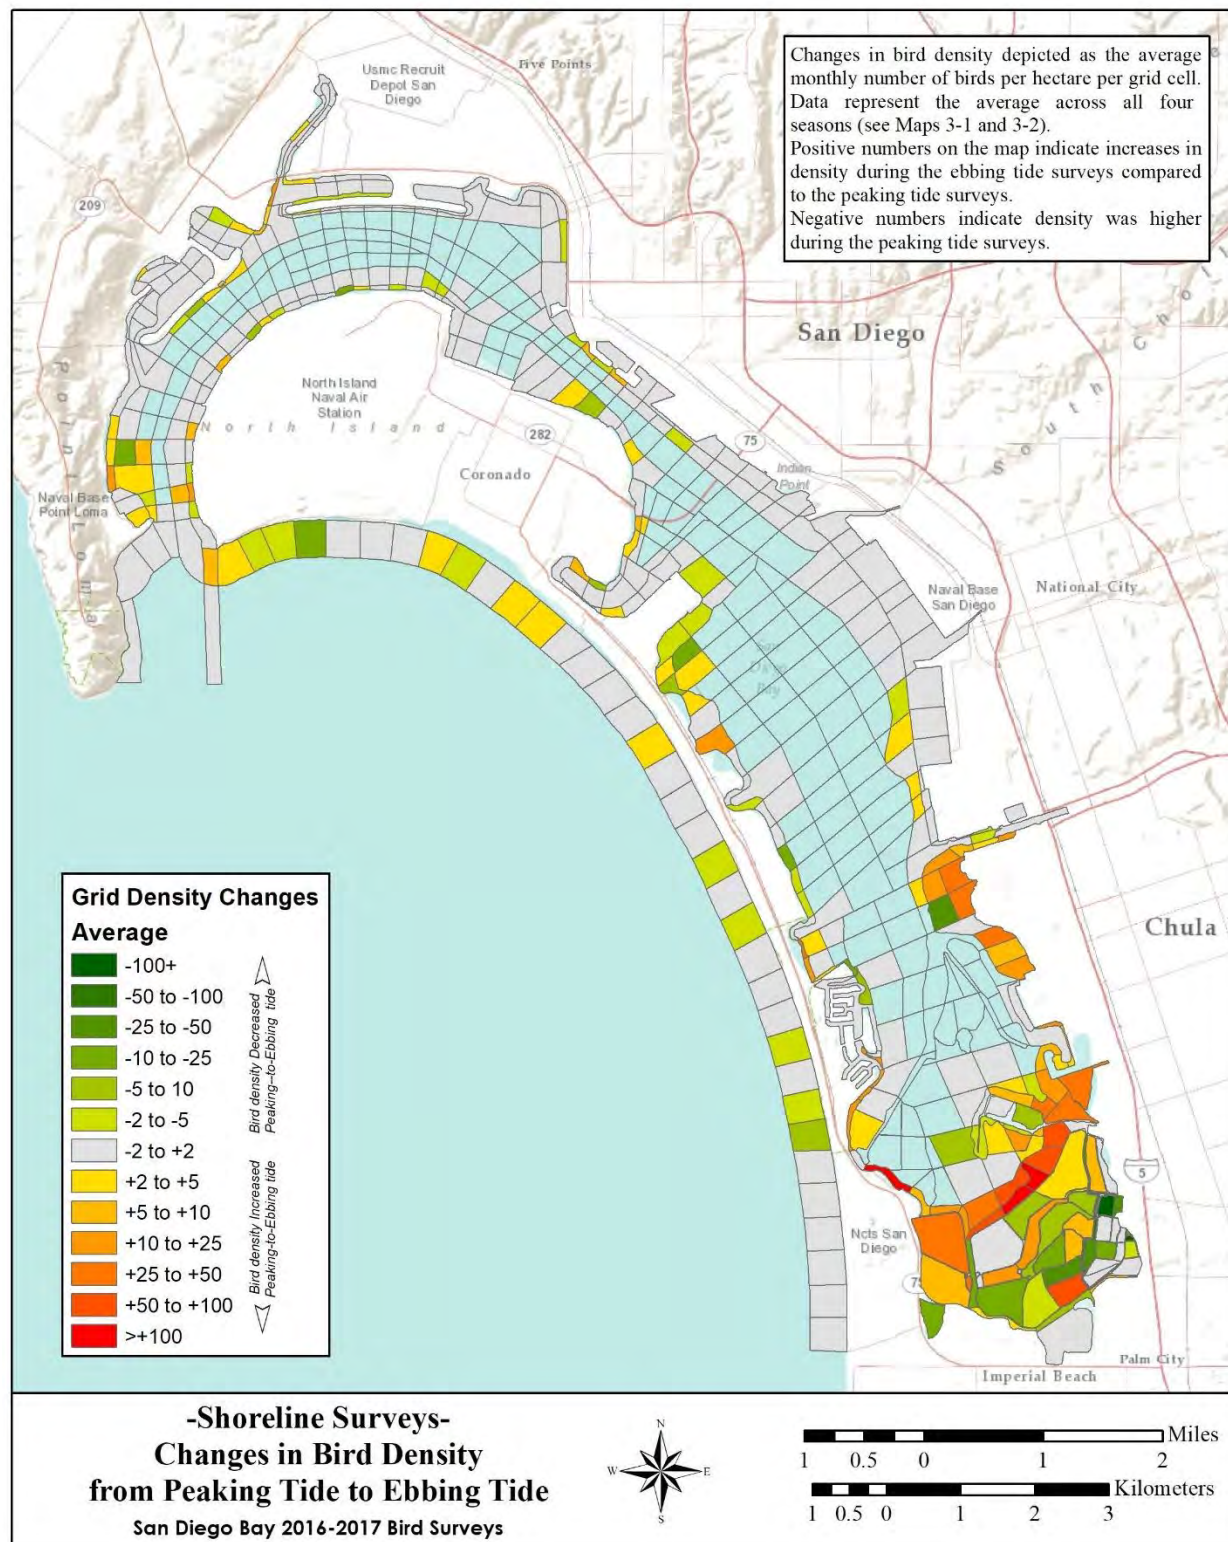 Changes in bird density depicted as the average
monthly number of birds per hectare per grid cell.
Data represent the average across all four
seasons (see Maps 3-1 and 3-2).
Positive numbers on the map indicate increases in
density during the ebbing tide surveys compared
to the peaking tide surveys.
Negative numbers indicate density was higher
during the peaking tide surveys.
Usmc Recruit
Depot San
Diego
Five Points
209
San Diego
South Chol
North Island
Naval Air
Station
North Island
282
75
Coronado
Indian
Point
Point Loma
Naval Base
Point Loma
Naval Base
San Diego
National City
San
Diego
Bay
Chula
Grid Density Changes
Average
-100+
-50 to -100
-25 to -50
-10 to -25
-5 to 10
-2 to -5
-2 to +2
+2 to +5
+5 to +10
+10 to +25
+25 to +50
+50 to +100
>+100
Bird density Decreased
Peaking--to-Ebbing tide
Bird density Increased
Peaking-to-Ebbing tide
5
Ncts San
Diego
75
Palm City
Imperial Beach
-Shoreline Surveys-
Changes in Bird Density
from Peaking Tide to Ebbing Tide
San Diego Bay 2016-2017 Bird Surveys
N
W
E
S
Miles
1 0.5 0 1 2
Kilometers
1 0.5 0 1 2 3